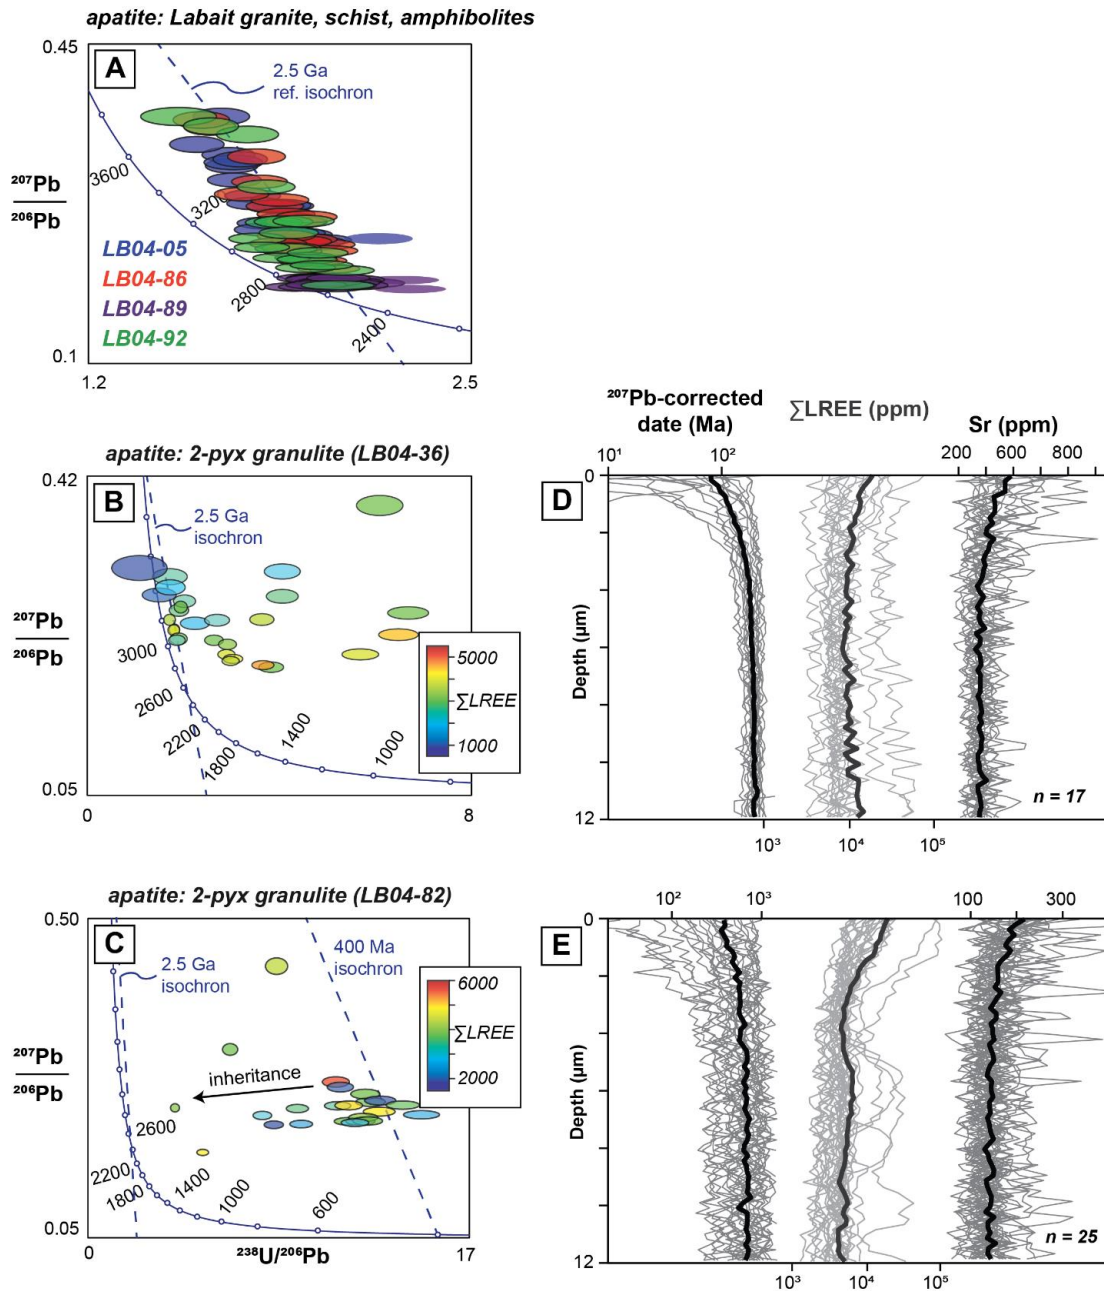 apatite: Labait granite, schist, amphibolites
0.45
A
2.5 Ga
ref. isochron
²⁰⁷Pb
²⁰⁶Pb
3600
3200
2800
2400
LB04-05
LB04-86
LB04-89
LB04-92
0.1
1.2
2.5
apatite: 2-pyx granulite (LB04-36)
0.42
B
2.5 Ga
isochron
²⁰⁷Pb
²⁰⁶Pb
3000
2600
2200
1800
1400
1000
5000
∑LREE
1000
0.05
0
8
apatite: 2-pyx granulite (LB04-82)
0.50
C
2.5 Ga
isochron
400 Ma
isochron
6000
∑LREE
2000
inheritance
²⁰⁷Pb
²⁰⁶Pb
2600
2200
1800
1400
1000
600
0.05
0
²³⁸U/²⁰⁶Pb
17
²⁰⁷Pb-corrected
date (Ma)
∑LREE (ppm)
Sr (ppm)
10¹
10²
200
400
600
800
0
D
Depth (µm)
n = 17
12
10³
10⁴
10⁵
10²
10³
100
300
0
E
Depth (µm)
n = 25
12
10³
10⁴
10⁵